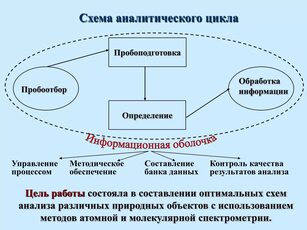 Схема аналитического цикла
Пробоподготовка
Пробоотбор
Обработка
информации
Определение
Информационная оболочка
Управление
процессом
Методическое
обеспечение
Составление
банка данных
Контроль качества
результатов анализа
Цель работы состояла в составлении оптимальных схем
анализа различных природных объектов с использованием
методов атомной и молекулярной спектрометрии.